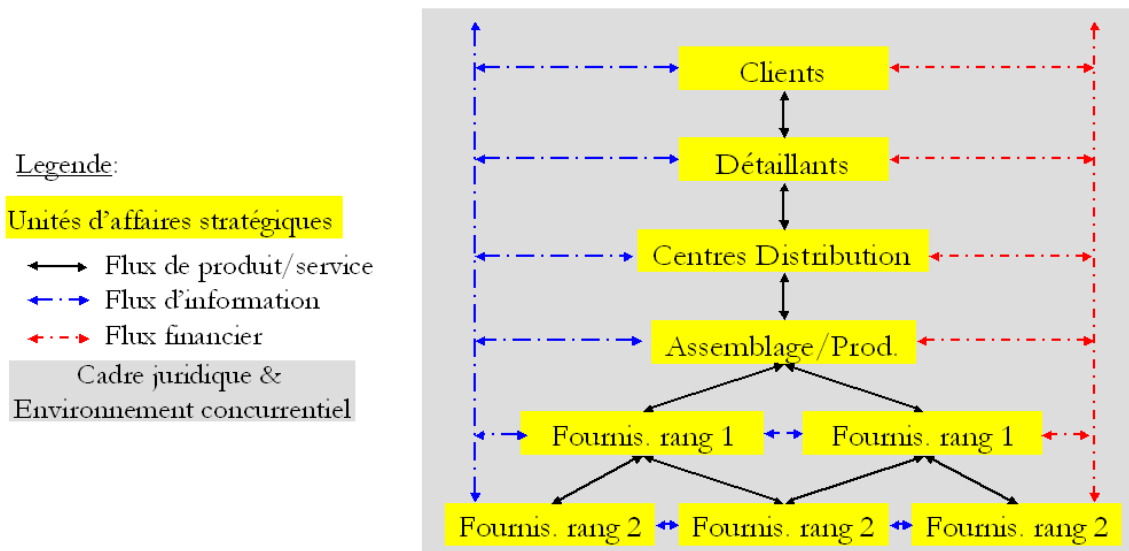 Legende:
Unités d'affaires stratégiques
Flux de produit/service
Flux d'information
Flux financier
Cadre juridique &
Environnement concurrentiel
Clients
Détaillants
Centres Distribution
Assemblage/Prod.
Fournis. rang 1 Fournis. rang 1
Fournis. rang 2 Fournis. rang 2 Fournis. rang 2